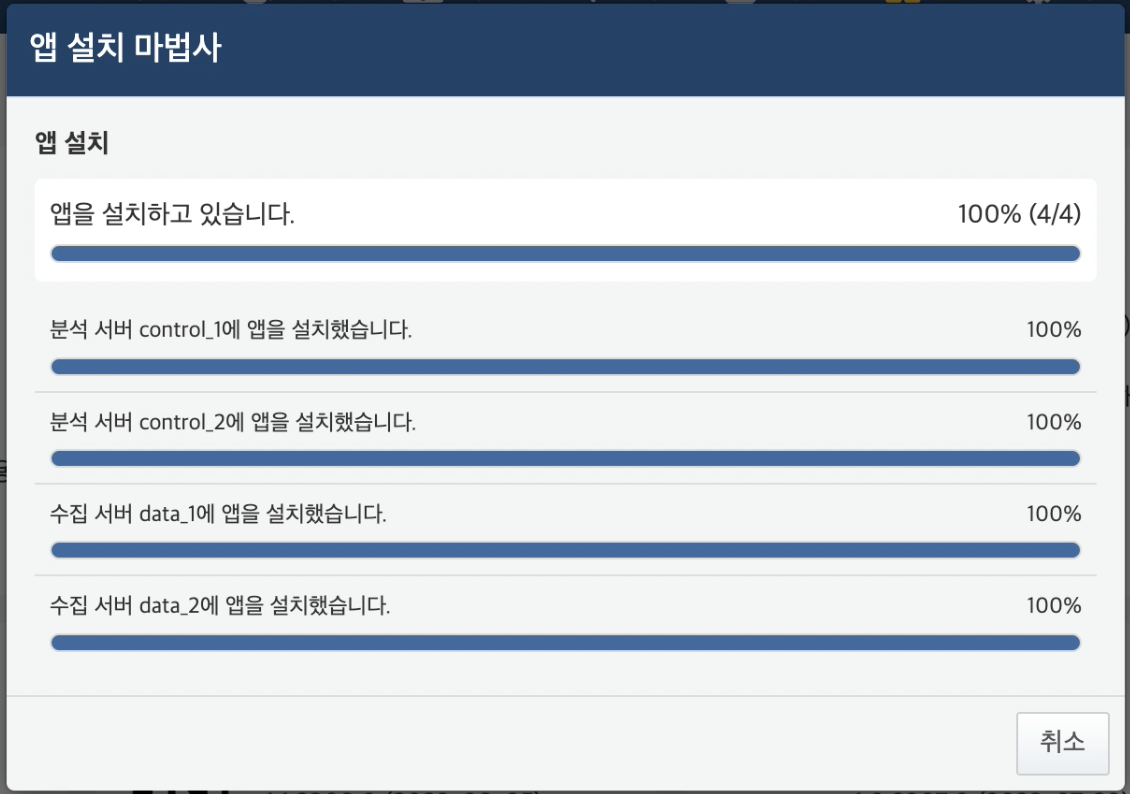 앱 설치 마법사
앱 설치
앱을 설치하고 있습니다. 100% (4/4)
분석 서버 control_1에 앱을 설치했습니다. 100%
분석 서버 control_2에 앱을 설치했습니다. 100%
수집 서버 data_1에 앱을 설치했습니다. 100%
수집 서버 data_2에 앱을 설치했습니다. 100%
취소